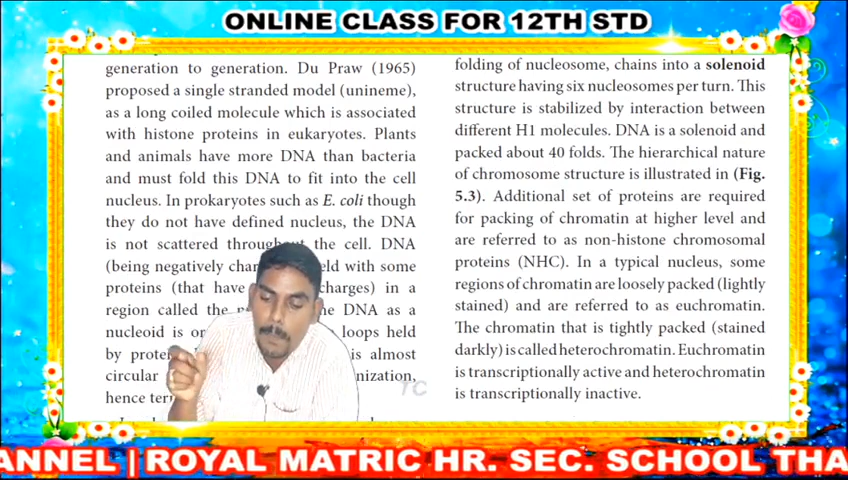 ONLINE CLASS FOR 12TH STD
generation to generation. Du Praw (1965)
proposed a single stranded model (unineme),
as a long coiled molecule which is associated
with histone proteins in eukaryotes. Plants
and animals have more DNA than bacteria
and must fold this DNA to fit into the cell
nucleus. In prokaryotes such as E. coli though
they do not have defined nucleus, the DNA
is not scattered throughout the cell. DNA
(being negatively held with some
proteins (that have charges) in a
region called the DNA as a
nucleoid is loops held
by is almost
circular
hence
folding of nucleosome, chains into a solenoid
structure having six nucleosomes per turn. This
structure is stabilized by interaction between
different H1 molecules. DNA is a solenoid and
packed about 40 folds. The hierarchical nature
of chromosome structure is illustrated in (Fig.
5.3). Additional set of proteins are required
for packing of chromatin at higher level and
are referred to as non-histone chromosomal
proteins (NHC). In a typical nucleus, some
regions of chromatin are loosely packed (lightly
stained) and are referred to as euchromatin.
The chromatin that is tightly packed (stained
darkly) is called heterochromatin. Euchromatin
is transcriptionally active and heterochromatin
is transcriptionally inactive.
TC
ANNEL | ROYAL MATRIC HR. SEC. SCHOOL THA